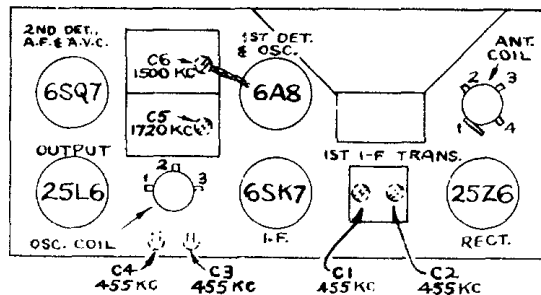 2ND DET.,
A.F. & A.V.C.
6SQ7
C6
1500 KC
C5
1720 KC
1ST DET.
& OSC.
6A8
ANT.
COIL
2
3
1
4
OUTPUT
25L6
1
2
3
OSC. COIL
6SK7
I-F.
1ST I-F TRANS.
25Z6
RECT.
C4
455 KC
C3
455 KC
C1
455 KC
C2
455 KC